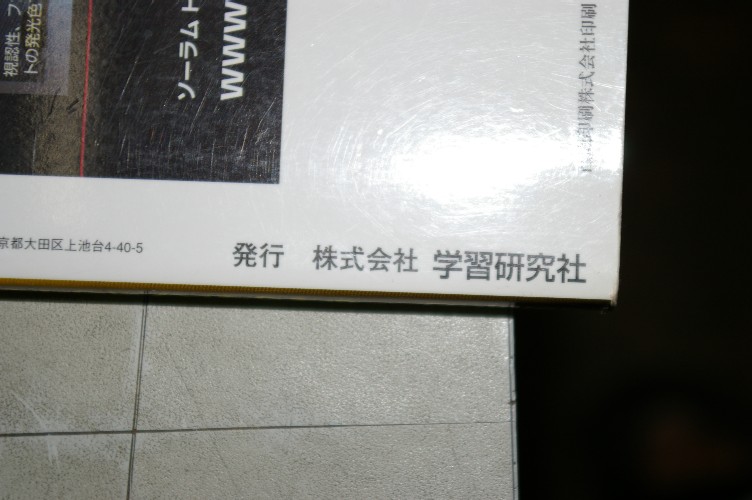 視認性、フ
トの発光色
ソーラム
www
印刷株式会社印刷
京都大田区上池台4-40-5
発行 株式会社 学習研究社